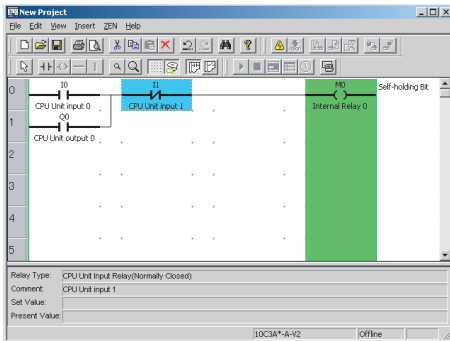 New Project
File Edit View Insert ZEN Help
0
I0
I1
M0
Self-holding Bit
CPU Unit input 0
CPU Unit input 1
Internal Relay 0
1
Q0
CPU Unit output 0
2
3
4
5
Relay Type: CPU Unit Input Relay(Normally Closed)
Comment: CPU Unit input 1
Set Value:
Present Value:
10C3A*-A-V2
Offline